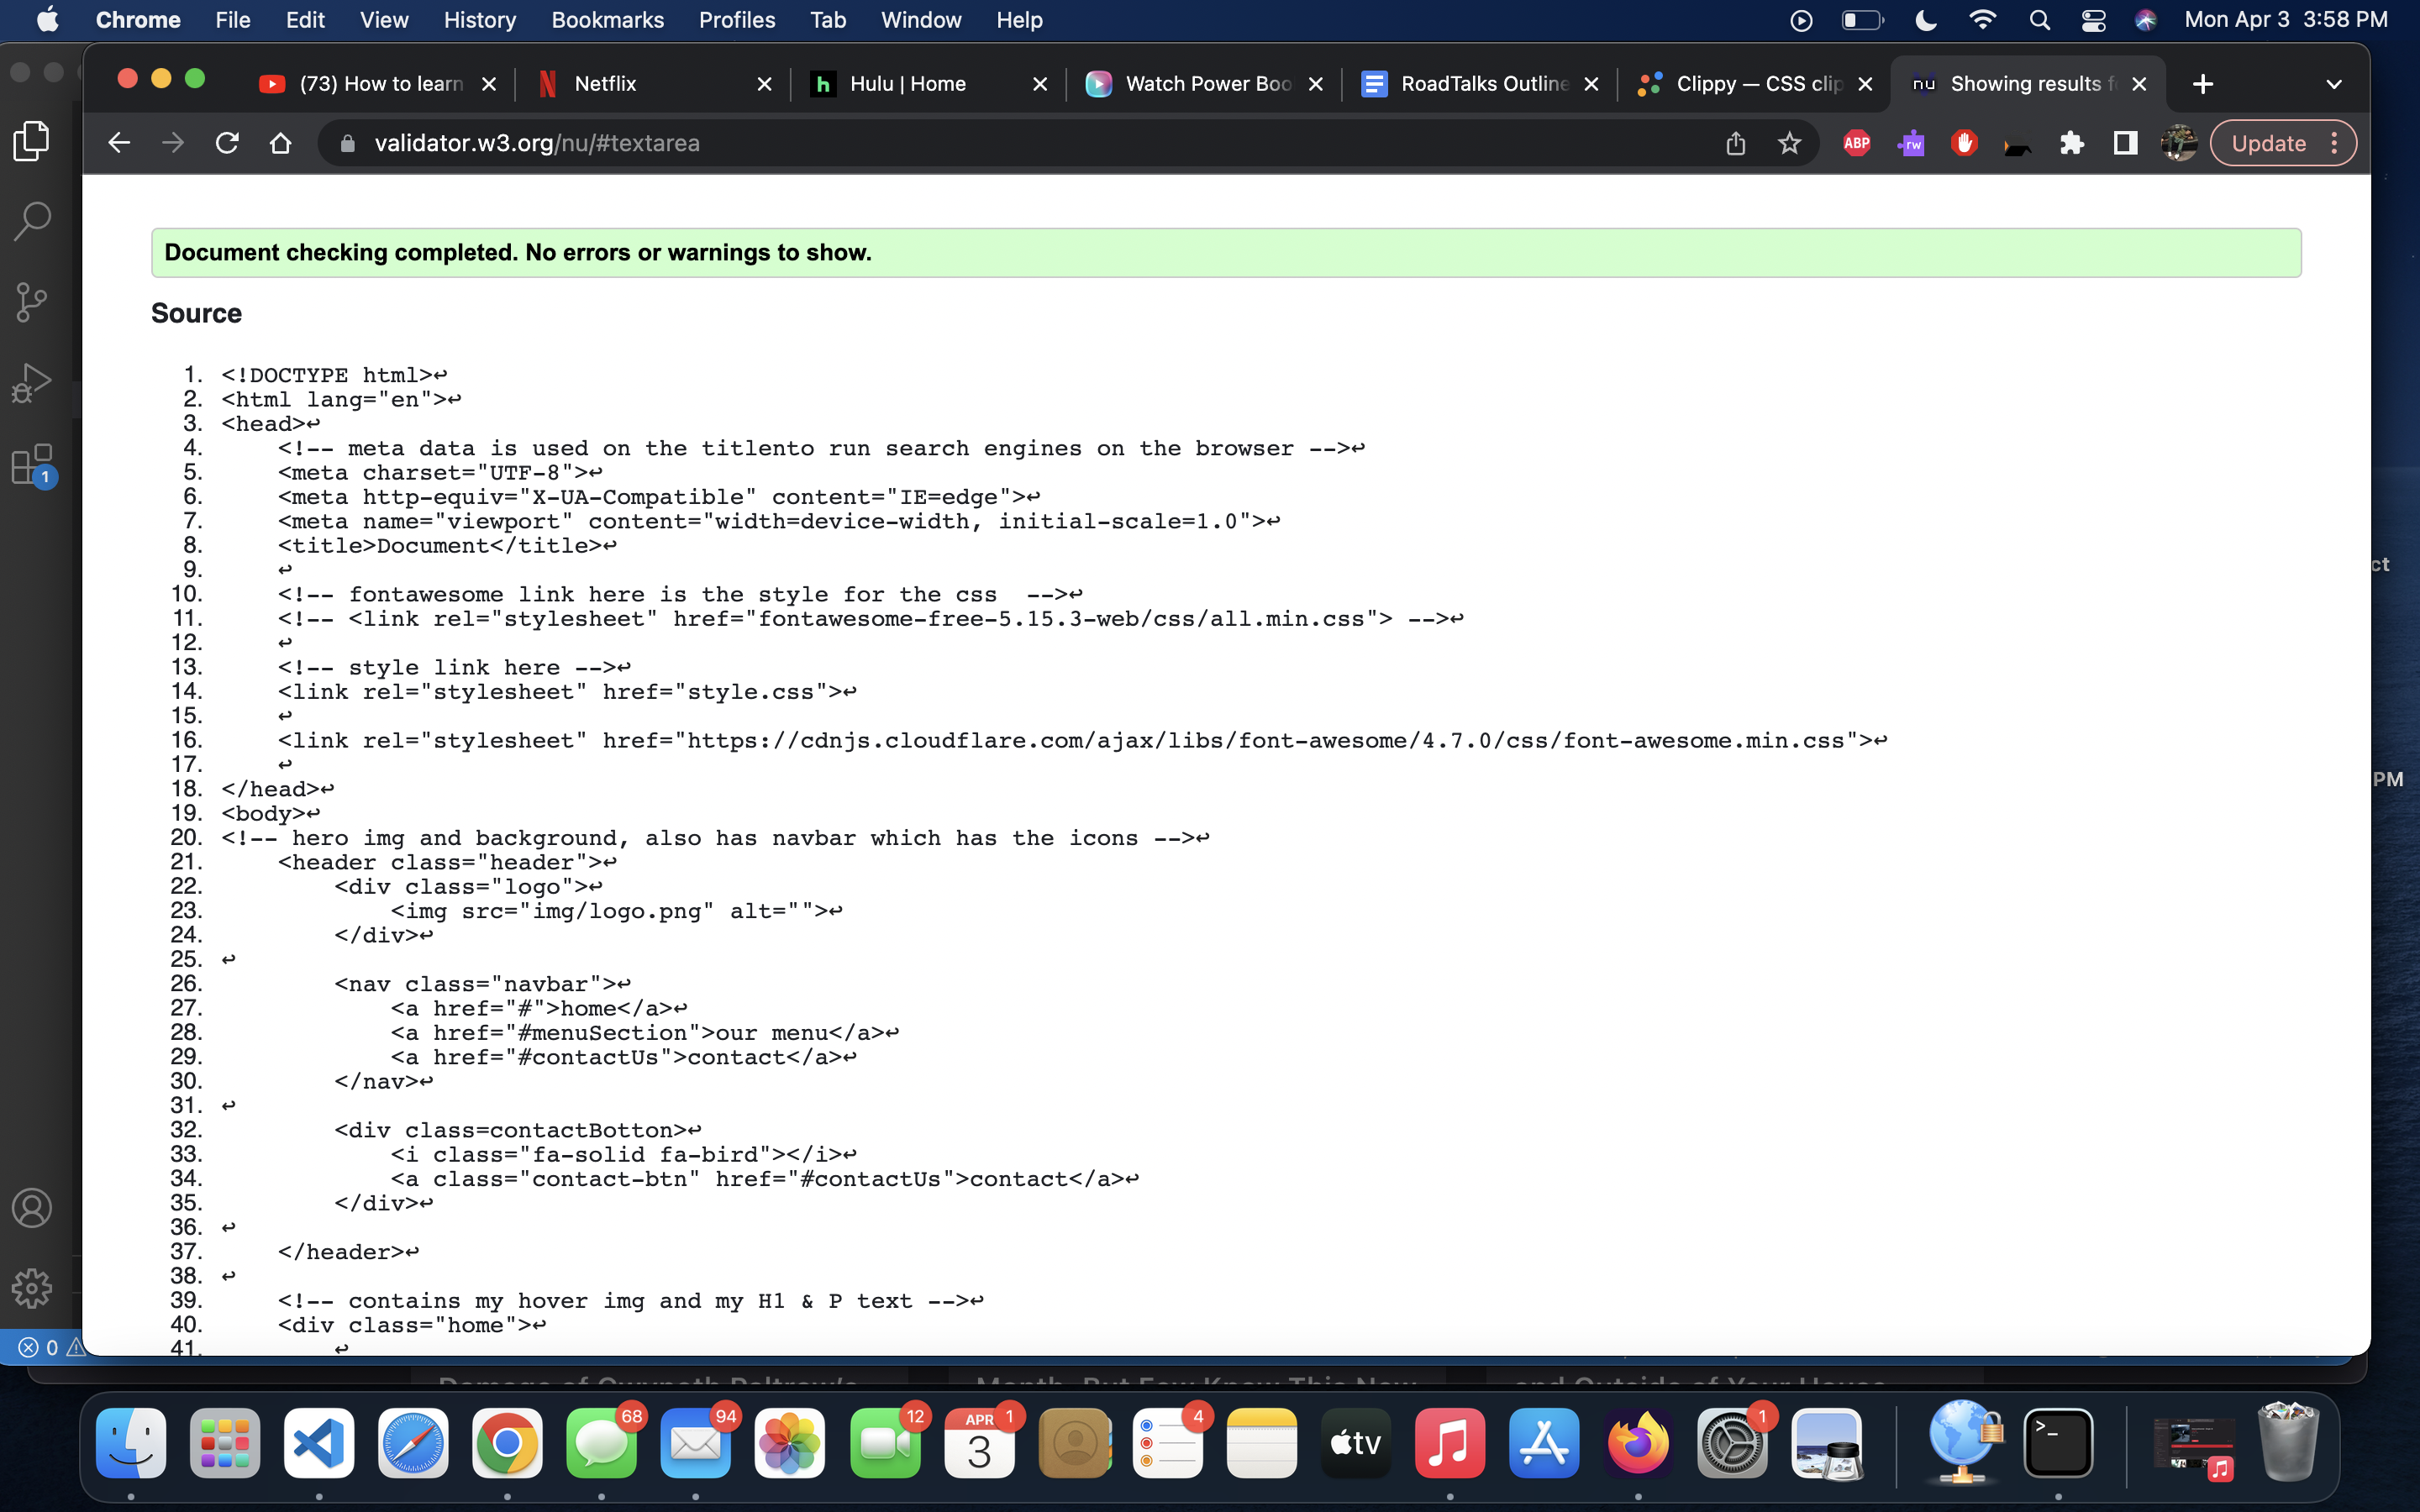 Chrome File Edit View History Bookmarks Profiles Tab Window Help Mon Apr 3 3:58 PM
(73) How to learn Netflix Hulu | Home Watch Power Boo RoadTalks Outline Clippy — CSS clip nu Showing results f
validator.w3.org/nu/#textarea ABP rw Update
Document checking completed. No errors or warnings to show.
Source
1. <!DOCTYPE html>↩
2. <html lang="en">↩
3. <head>↩
4. <!-- meta data is used on the titlento run search engines on the browser -->↩
5. <meta charset="UTF-8">↩
6. <meta http-equiv="X-UA-Compatible" content="IE=edge">↩
7. <meta name="viewport" content="width=device-width, initial-scale=1.0">↩
8. <title>Document</title>↩
9. ↩
10. <!-- fontawesome link here is the style for the css  -->↩
11. <!-- <link rel="stylesheet" href="fontawesome-free-5.15.3-web/css/all.min.css"> -->↩
12. ↩
13. <!-- style link here -->↩
14. <link rel="stylesheet" href="style.css">↩
15. ↩
16. <link rel="stylesheet" href="https://cdnjs.cloudflare.com/ajax/libs/font-awesome/4.7.0/css/font-awesome.min.css">↩
17. ↩
18. </head>↩
19. <body>↩
20. <!-- hero img and background, also has navbar which has the icons -->↩
21. <header class="header">↩
22. <div class="logo">↩
23. <img src="img/logo.png" alt="">↩
24. </div>↩
25. ↩
26. <nav class="navbar">↩
27. <a href="#">home</a>↩
28. <a href="#menuSection">our menu</a>↩
29. <a href="#contactUs">contact</a>↩
30. </nav>↩
31. ↩
32. <div class=contactBotton>↩
33. <i class="fa-solid fa-bird"></i>↩
34. <a class="contact-btn" href="#contactUs">contact</a>↩
35. </div>↩
36. ↩
37. </header>↩
38. ↩
39. <!-- contains my hover img and my H1 & P text -->↩
40. <div class="home">↩
41. ↩
1
ct
PM
0
68 94 12 APR 3 1 4 tv 1